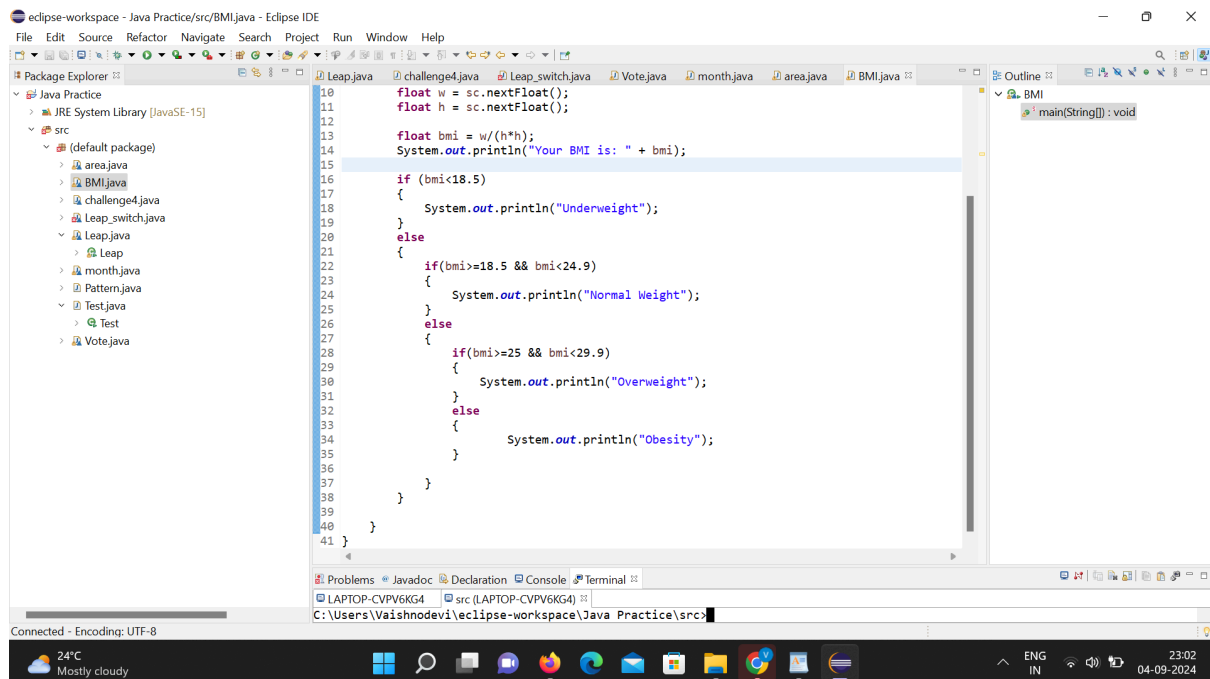 eclipse-workspace - Java Practice/src/BMI.java - Eclipse IDE
File Edit Source Refactor Navigate Search Project Run Window Help
Package Explorer
Java Practice
JRE System Library [JavaSE-15]
src
(default package)
area.java
BMI.java
challenge4.java
Leap_switch.java
Leap.java
Leap
month.java
Pattern.java
Test.java
Test
Vote.java
Leap.java challenge4.java Leap_switch.java Vote.java month.java area.java BMI.java
10 float w = sc.nextFloat();
11 float h = sc.nextFloat();
12
13 float bmi = w/(h*h);
14 System.out.println("Your BMI is: " + bmi);
15
16 if (bmi<18.5)
17 {
18 System.out.println("Underweight");
19 }
20 else
21 {
22 if(bmi>=18.5 && bmi<24.9)
23 {
24 System.out.println("Normal Weight");
25 }
26 else
27 {
28 if(bmi>=25 && bmi<29.9)
29 {
30 System.out.println("Overweight");
31 }
32 else
33 {
34 System.out.println("Obesity");
35 }
36
37 }
38 }
39
40 }
41 }
Outline
BMI
main(String[]) : void
Problems Javadoc Declaration Console Terminal
LAPTOP-CVPV6KG4 src (LAPTOP-CVPV6KG4)
C:\Users\Vaishnodevi\eclipse-workspace\Java Practice\src>
Connected - Encoding: UTF-8
24°C
Mostly cloudy
ENG
IN
23:02
04-09-2024